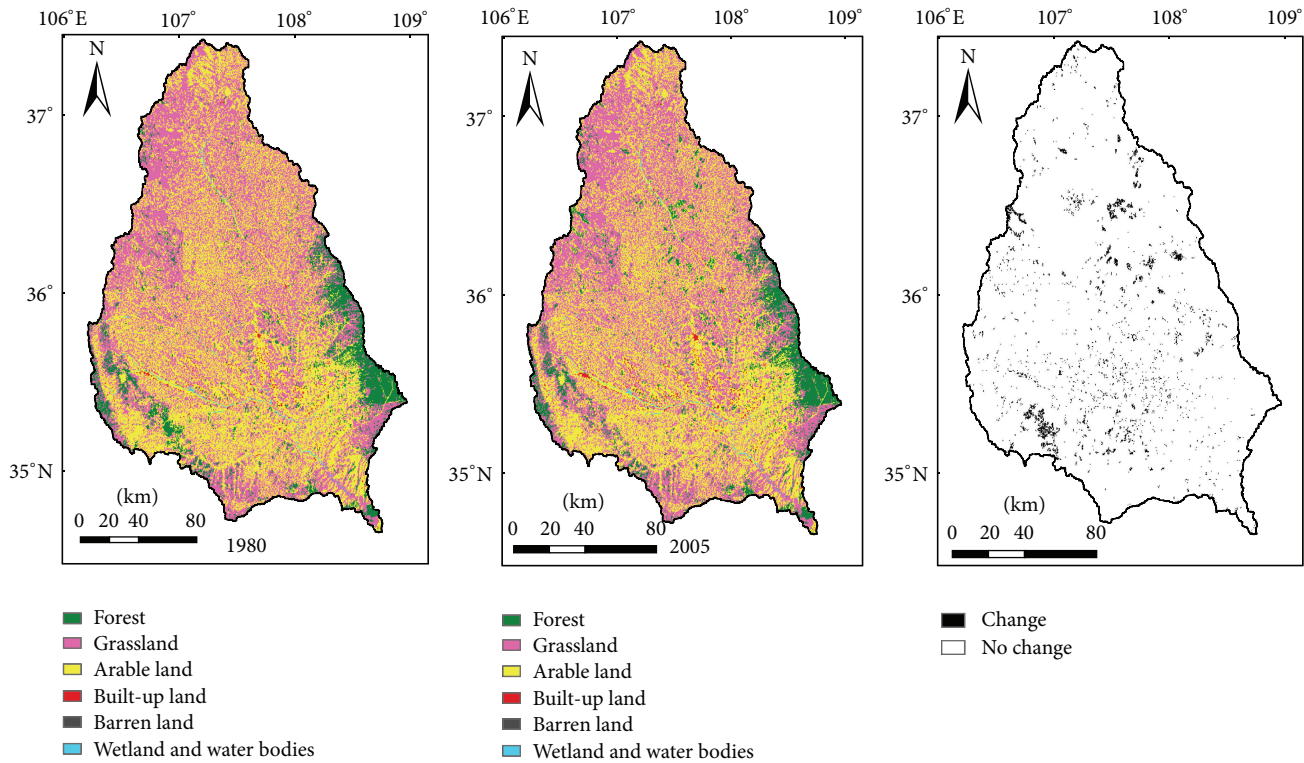 106°E 107° 108° 109°
N
37°
36°
35°N
(km)
0 20 40 80
1980
Forest
Grassland
Arable land
Built-up land
Barren land
Wetland and water bodies
106°E 107° 108° 109°
N
37°
36°
35°N
(km)
0 20 40 80
2005
Forest
Grassland
Arable land
Built-up land
Barren land
Wetland and water bodies
106°E 107° 108° 109°
N
37°
36°
35°N
(km)
0 20 40 80
Change
No change